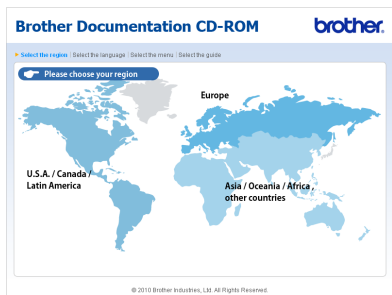 Brother Documentation CD-ROM
brother.
Select the region | Select the language | Select the menu | Select the guide
Please choose your region
Europe
U.S.A. / Canada /
Latin America
Asia / Oceania / Africa ,
other countries
© 2010 Brother Industries, Ltd. All Rights Reserved.